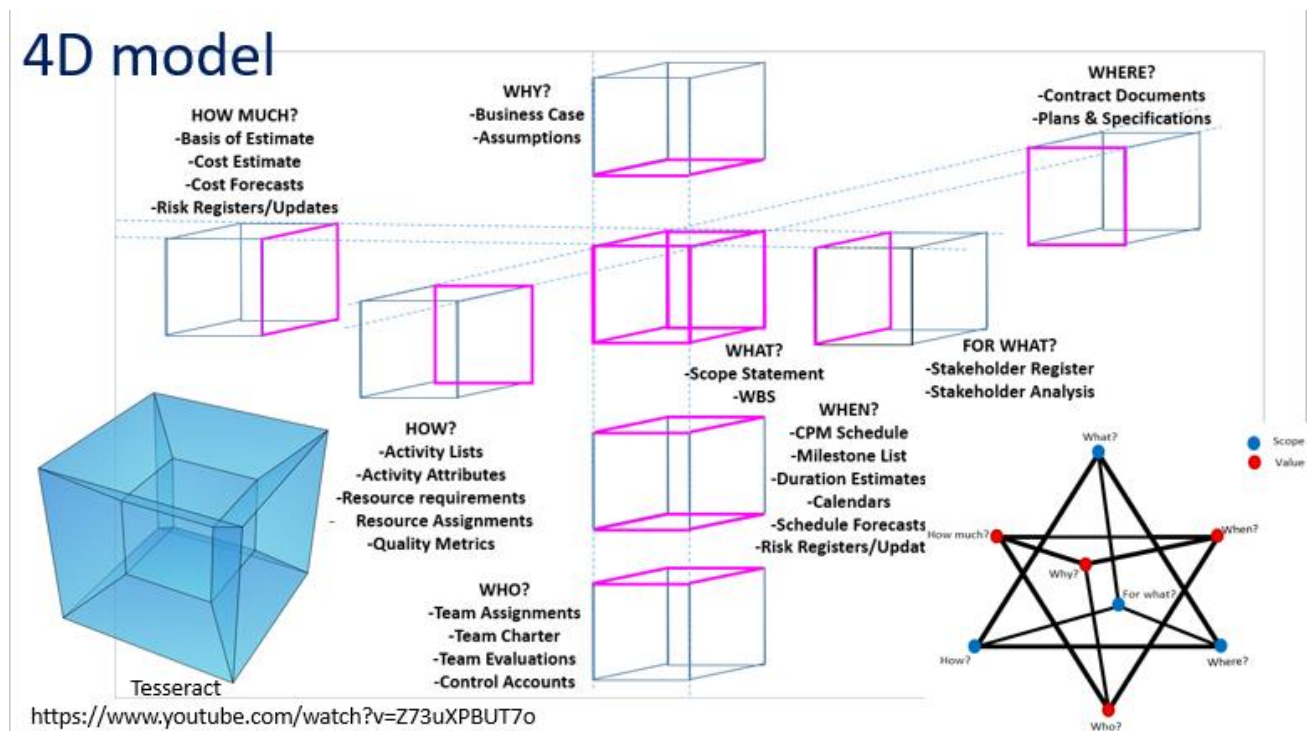 4D model
HOW MUCH?
-Basis of Estimate
-Cost Estimate
-Cost Forecasts
-Risk Registers/Updates
WHY?
-Business Case
-Assumptions
WHERE?
-Contract Documents
-Plans & Specifications
WHAT?
-Scope Statement
-WBS
FOR WHAT?
-Stakeholder Register
-Stakeholder Analysis
HOW?
-Activity Lists
-Activity Attributes
-Resource requirements
- Resource Assignments
-Quality Metrics
WHEN?
-CPM Schedule
-Milestone List
-Duration Estimates
-Calendars
-Schedule Forecasts
-Risk Registers/Updat
WHO?
-Team Assignments
-Team Charter
-Team Evaluations
-Control Accounts
Tesseract
https://www.youtube.com/watch?v=Z73uXPBUT7o
What?
Scope
Value
How much?
When?
Why?
For what?
How?
Where?
Who?